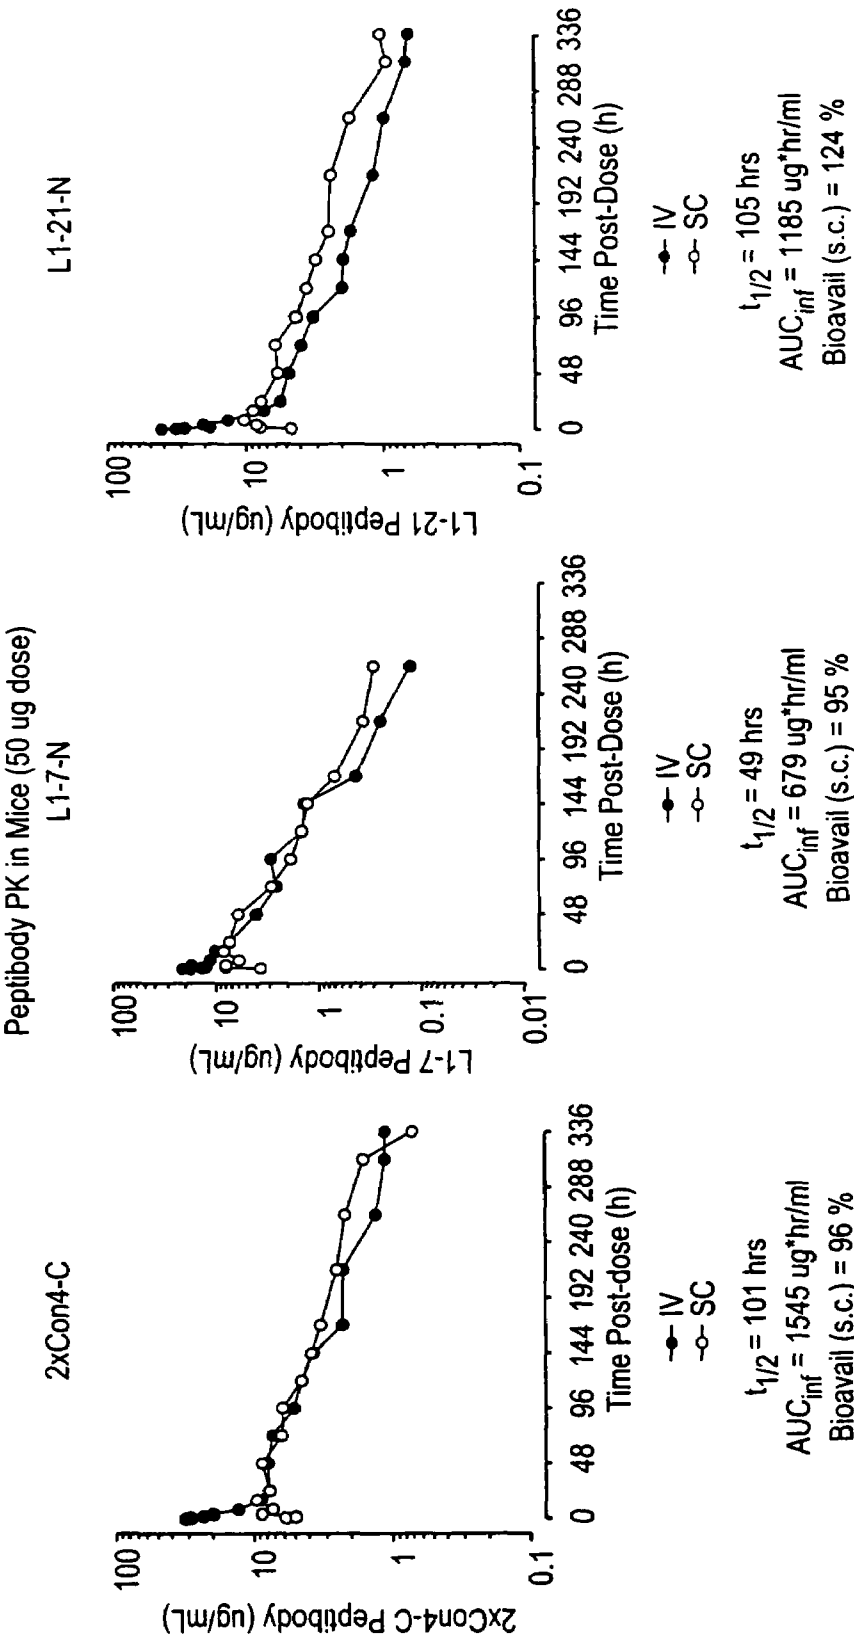 Peptibody PK in Mice (50 ug dose)
2xCon4-C
2xCon4-C Peptibody (ug/mL)
100
10
1
0.1
0 48 96 144 192 240 288 336
Time Post-dose (h)
IV
SC
t1/2 = 101 hrs
AUCinf = 1545 ug*hr/ml
Bioavail (s.c.) = 96 %
L1-7-N
L1-7 Peptibody (ug/mL)
100
10
1
0.1
0.01
0 48 96 144 192 240 288 336
Time Post-Dose (h)
IV
SC
t1/2 = 49 hrs
AUCinf = 679 ug*hr/ml
Bioavail (s.c.) = 95 %
L1-21-N
L1-21 Peptibody (ug/mL)
100
10
1
0.1
0 48 96 144 192 240 288 336
Time Post-Dose (h)
IV
SC
t1/2 = 105 hrs
AUCinf = 1185 ug*hr/ml
Bioavail (s.c.) = 124 %